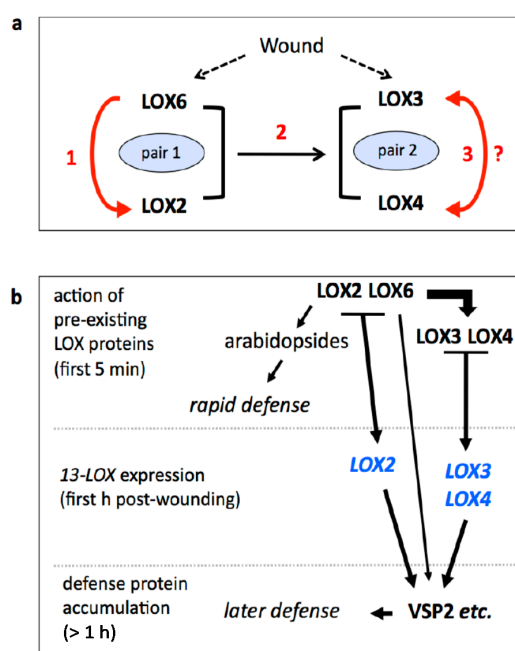 a
Wound
LOX6 LOX3
1 pair 1 2 pair 2 3 ?
LOX2 LOX4
b
action of
pre-existing
LOX proteins
(first 5 min)
LOX2 LOX6
LOX3 LOX4
arabidopsides
rapid defense
13-LOX expression
(first h post-wounding)
LOX2
LOX3
LOX4
defense protein
accumulation
(> 1 h)
later defense
VSP2 etc.